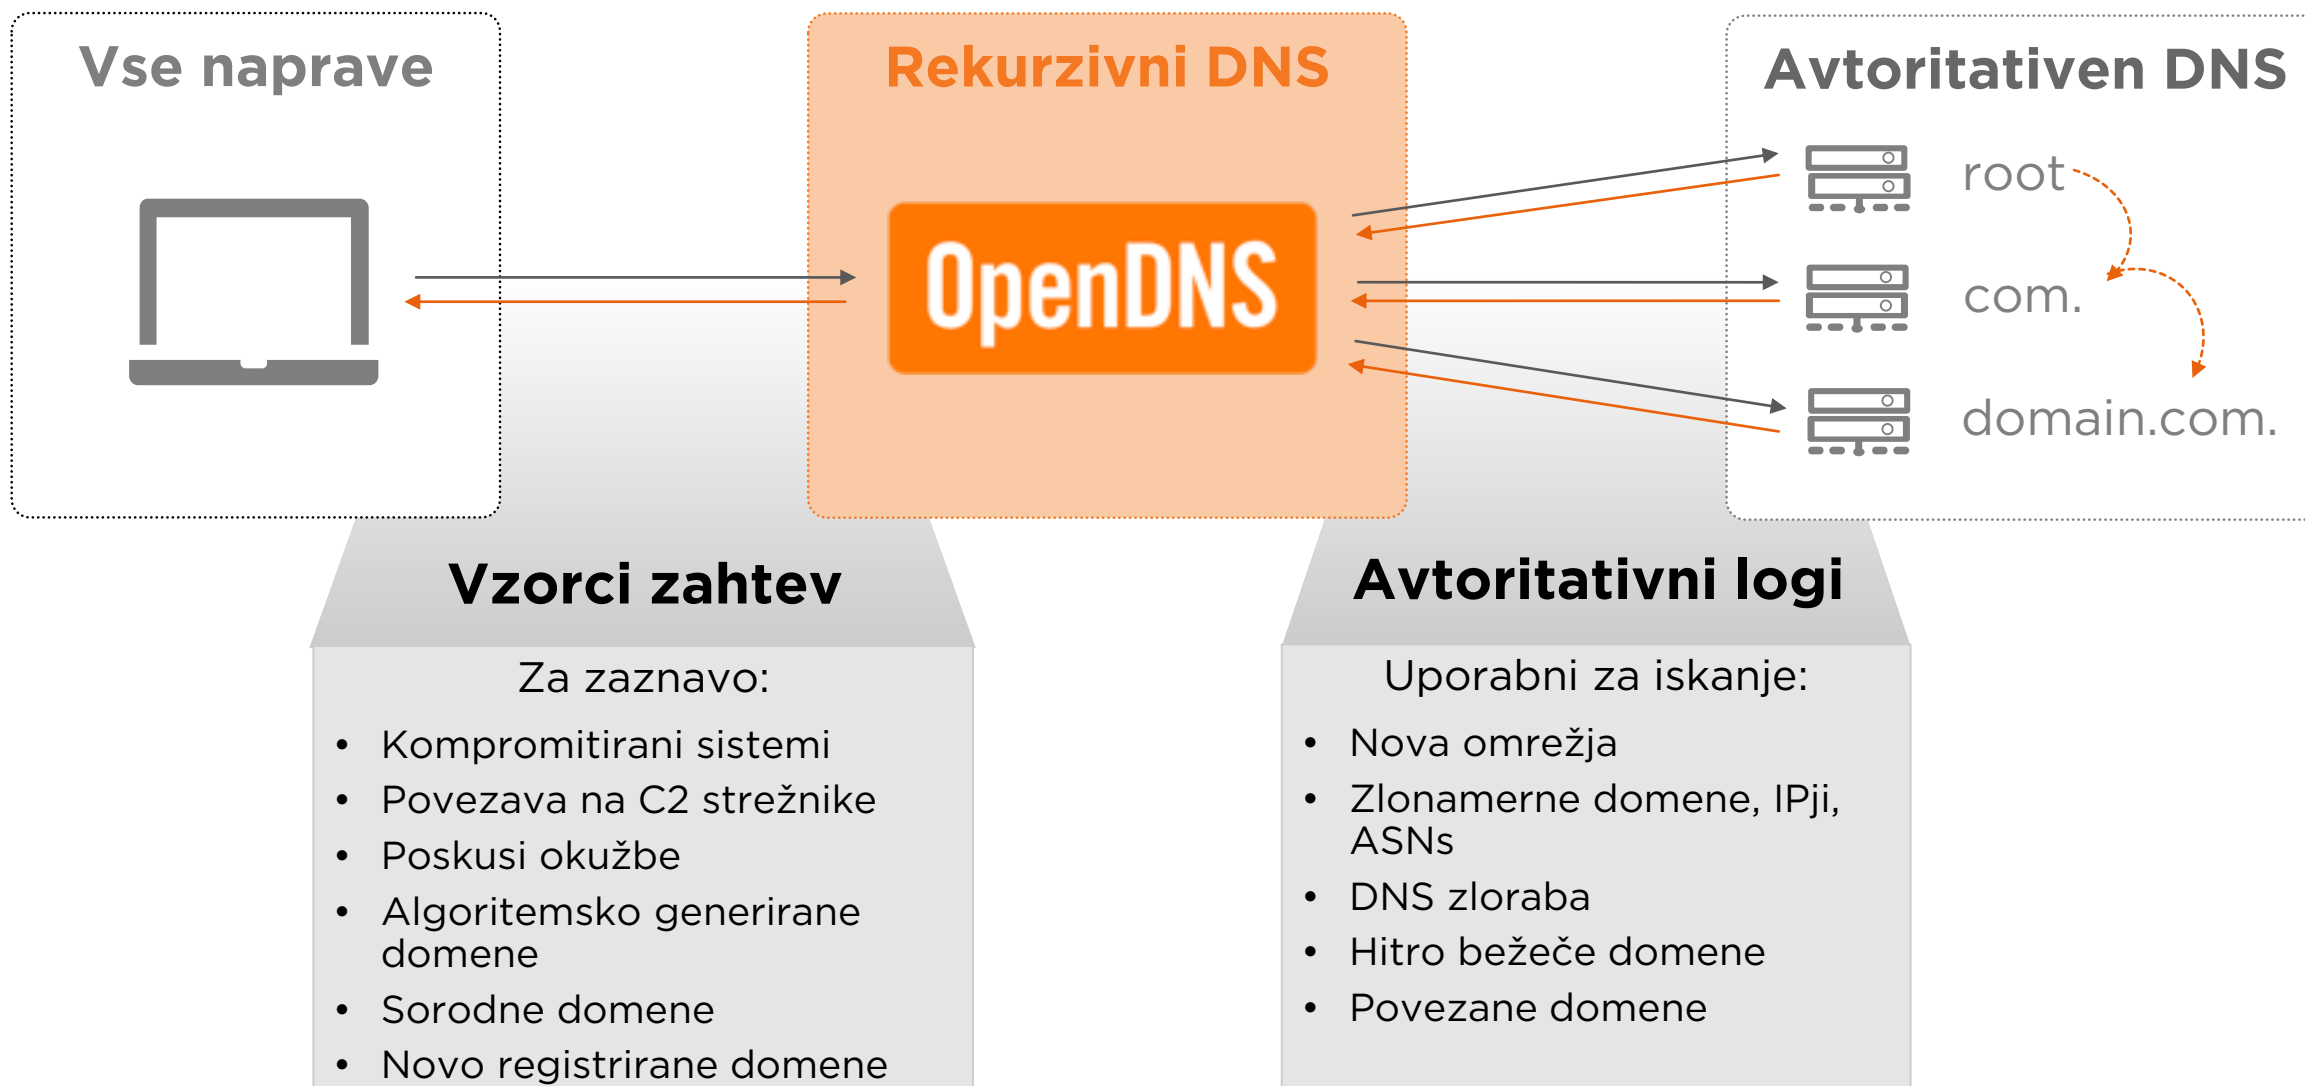 Vse naprave
Rekurzivni DNS
Avtoritativen DNS
OpenDNS
root
com.
domain.com.
Vzorci zahtev
Za zaznavo:
• Kompromitirani sistemi
• Povezava na C2 strežnike
• Poskusi okužbe
• Algoritemsko generirane
domene
• Sorodne domene
• Novo registrirane domene
Avtoritativni logi
Uporabni za iskanje:
• Nova omrežja
• Zlonamerne domene, IPji,
ASNs
• DNS zloraba
• Hitro bežeče domene
• Povezane domene